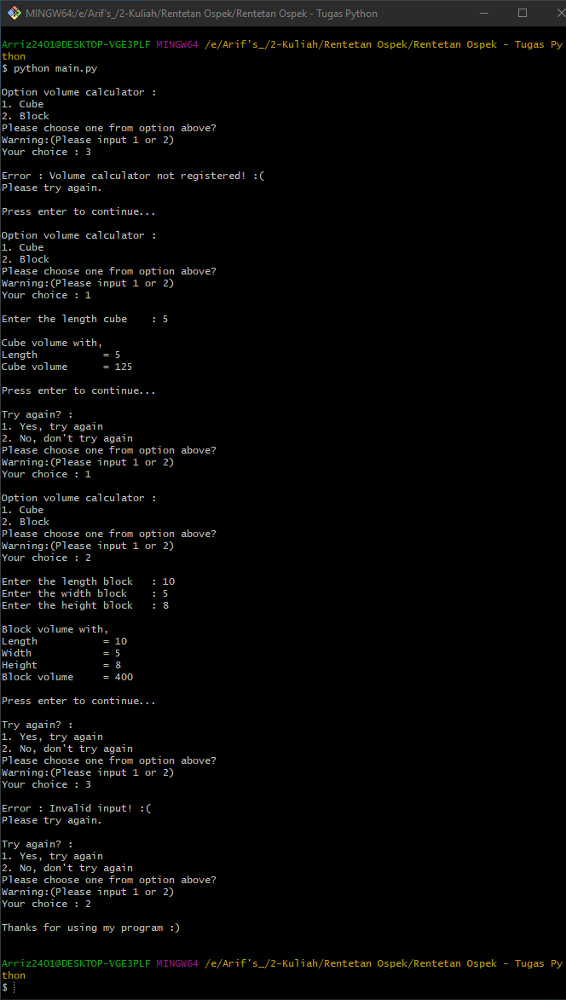 MINGW64:/e/Arif's_/2-Kuliah/Rentetan Ospek/Rentetan Ospek - Tugas Python
Arriz2401@DESKTOP-VGE3PLF MINGW64 /e/Arif's_/2-Kuliah/Rentetan Ospek/Rentetan Ospek - Tugas Py
thon
$ python main.py
Option volume calculator :
1. Cube
2. Block
Please choose one from option above?
Warning:(Please input 1 or 2)
Your choice : 3
Error : Volume calculator not registered! :(
Please try again.
Press enter to continue...
Option volume calculator :
1. Cube
2. Block
Please choose one from option above?
Warning:(Please input 1 or 2)
Your choice : 1
Enter the length cube    : 5
Cube volume with,
Length           = 5
Cube volume      = 125
Press enter to continue...
Try again? :
1. Yes, try again
2. No, don't try again
Please choose one from option above?
Warning:(Please input 1 or 2)
Your choice : 1
Option volume calculator :
1. Cube
2. Block
Please choose one from option above?
Warning:(Please input 1 or 2)
Your choice : 2
Enter the length block   : 10
Enter the width block    : 5
Enter the height block   : 8
Block volume with,
Length           = 10
Width            = 5
Height           = 8
Block volume     = 400
Press enter to continue...
Try again? :
1. Yes, try again
2. No, don't try again
Please choose one from option above?
Warning:(Please input 1 or 2)
Your choice : 3
Error : Invalid input! :(
Please try again.
Try again? :
1. Yes, try again
2. No, don't try again
Please choose one from option above?
Warning:(Please input 1 or 2)
Your choice : 2
Thanks for using my program :)
Arriz2401@DESKTOP-VGE3PLF MINGW64 /e/Arif's_/2-Kuliah/Rentetan Ospek/Rentetan Ospek - Tugas Py
thon
$